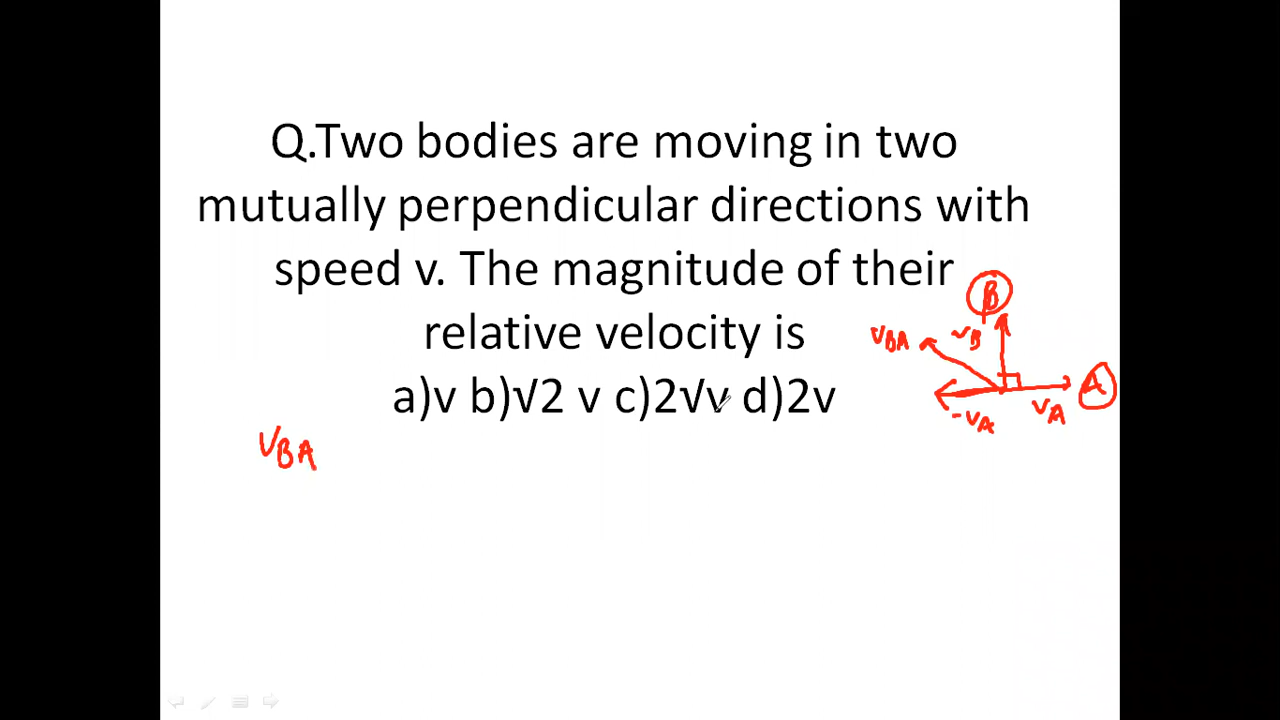 Q.Two bodies are moving in two
mutually perpendicular directions with
speed v. The magnitude of their
relative velocity is
a)v b)√2 v c)2√v d)2v
B
vBA
vB
A
-vA
vA
vBA